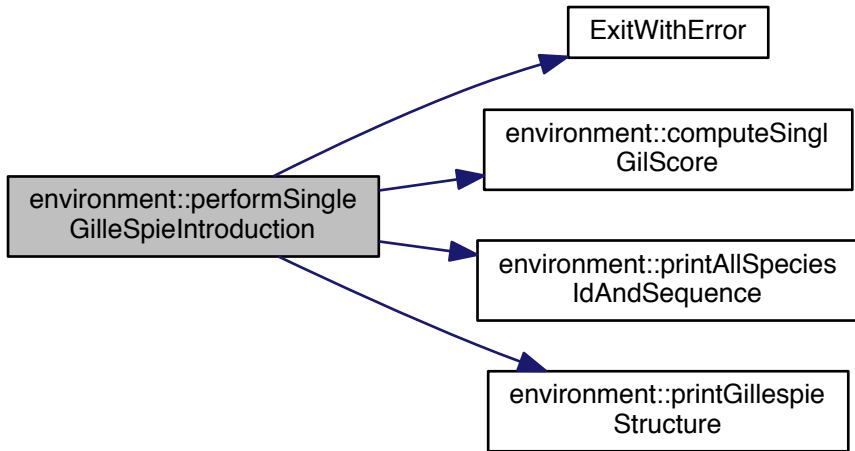 ExitWithError
environment::computeSingl
GilScore
environment::performSingle
GilleSpieIntroduction
environment::printAllSpecies
IdAndSequence
environment::printGillespie
Structure